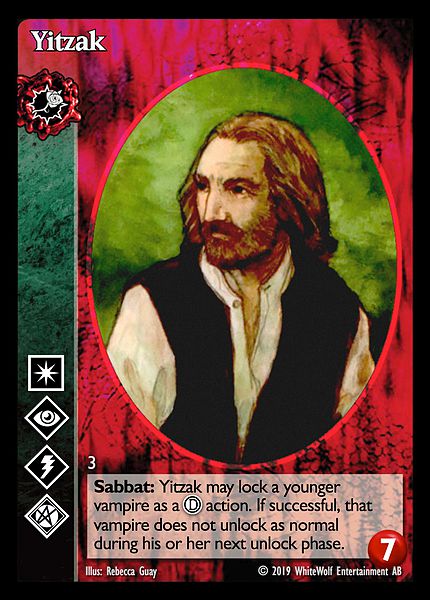 Yitzak
3
Sabbat: Yitzak may lock a younger
vampire as a Ⓓ action. If successful, that
vampire does not unlock as normal
during his or her next unlock phase.
7
Illus: Rebecca Guay
© 2019 WhiteWolf Entertainment AB